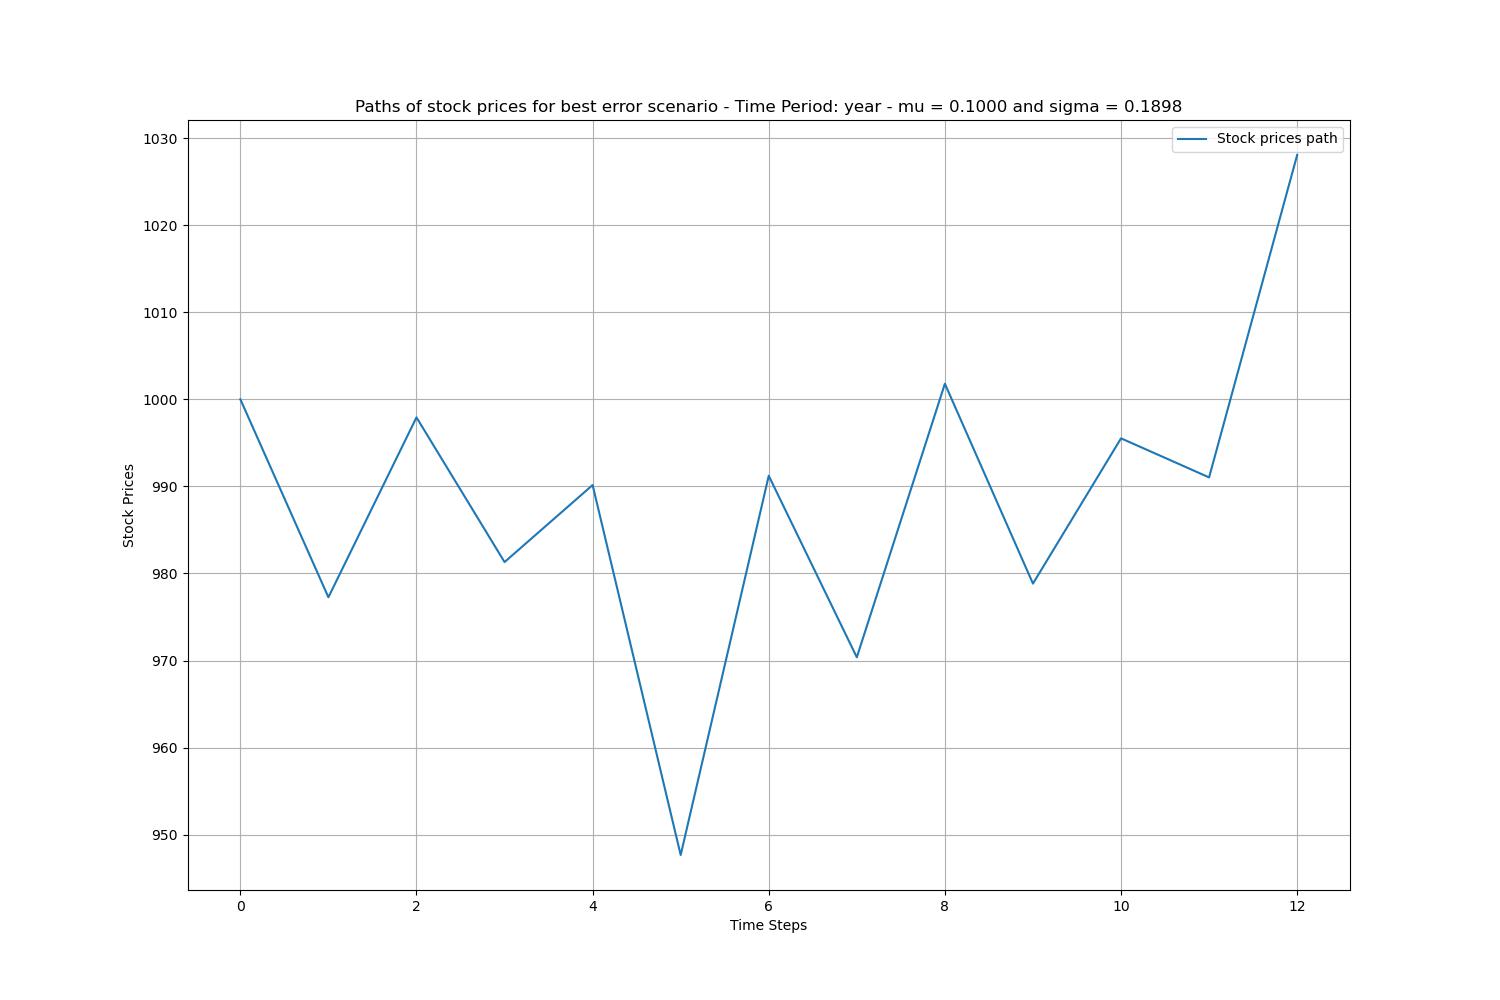 Paths of stock prices for best error scenario - Time Period: year - mu = 0.1000 and sigma = 0.1898
Stock prices path
1030
1020
1010
1000
990
980
970
960
950
Stock Prices
0 2 4 6 8 10 12
Time Steps